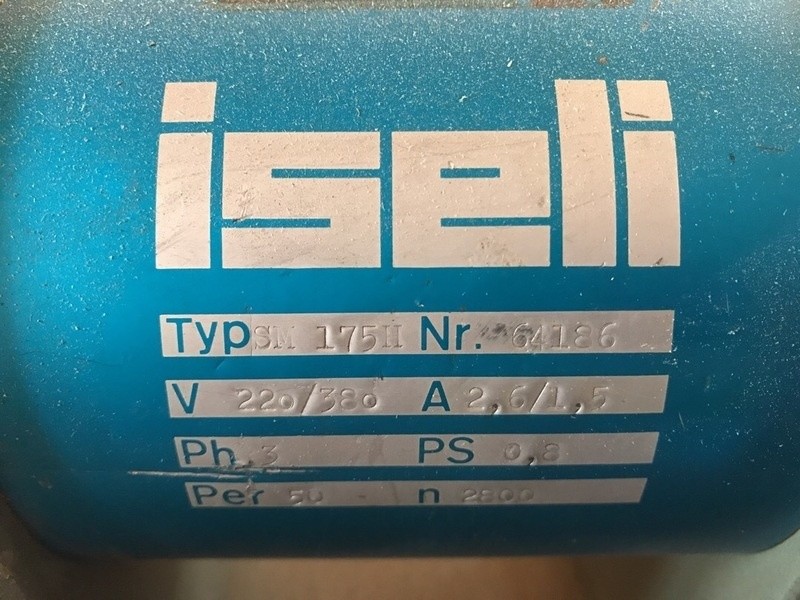 iseli
Typ SM 175H Nr. 64186
V 220/380 A 2,6/1,5
Ph 3 PS 0,8
Per 50 n 2800